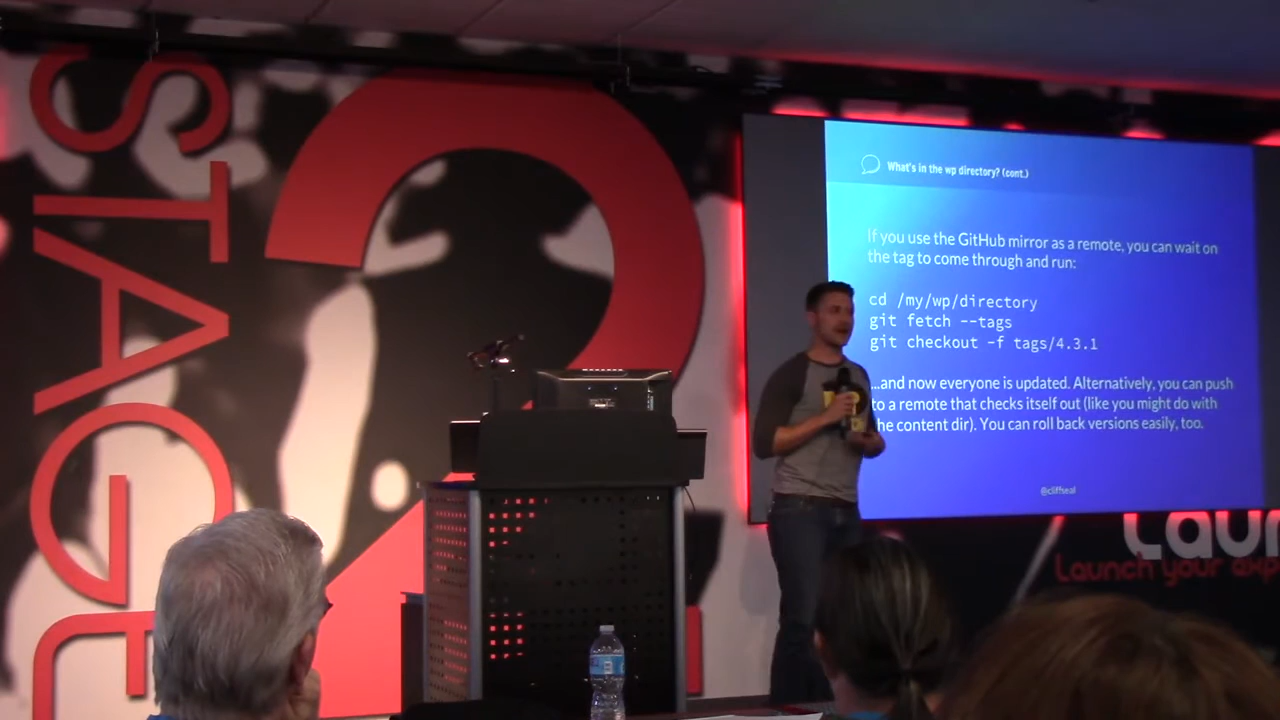 STAGE
2
What's in the wp directory? (cont.)
If you use the GitHub mirror as a remote, you can wait on
the tag to come through and run:
cd /my/wp/directory
git fetch --tags
git checkout -f tags/4.3.1
...and now everyone is updated. Alternatively, you can push
to a remote that checks itself out (like you might do with
the content dir). You can roll back versions easily, too.
@cliffseal
Launch your